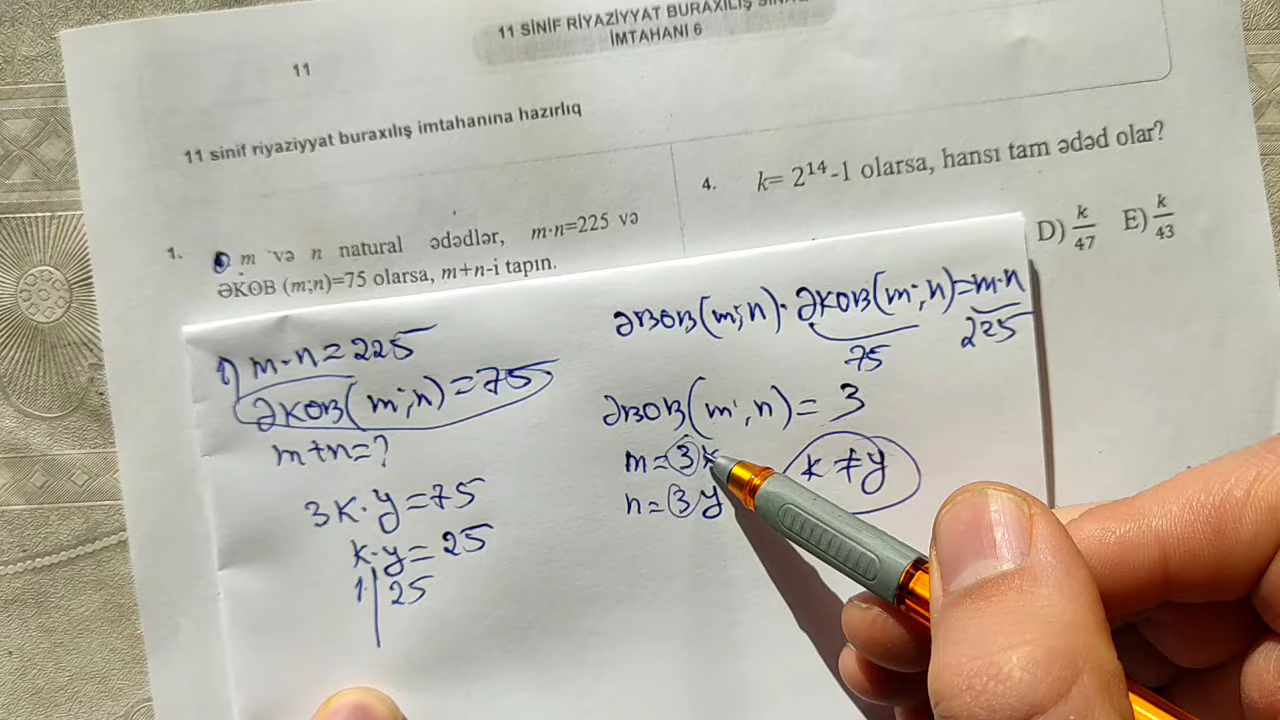 11 SİNİF RİYAZİYYAT BURAXILIŞ
İMTAHANI 6
11
11 sinif riyaziyyat buraxılış imtahanına hazırlıq
1. m və n natural ədədlər, m·n=225 və
ƏKOB (m;n)=75 olarsa, m+n-i tapın.
4. k= 2¹⁴-1 olarsa, hansı tam ədəd olar?
D) k/47 E) k/43
1) m·n=225
ƏKOB(m;n)=75
m+n=?
3k·y=75
k·y=25
1 | 25
ƏBOB(m;n)·ƏKOB(m;n)=m·n
75 225
ƏBOB(m;n)=3
m=3k k≠y
n=3y